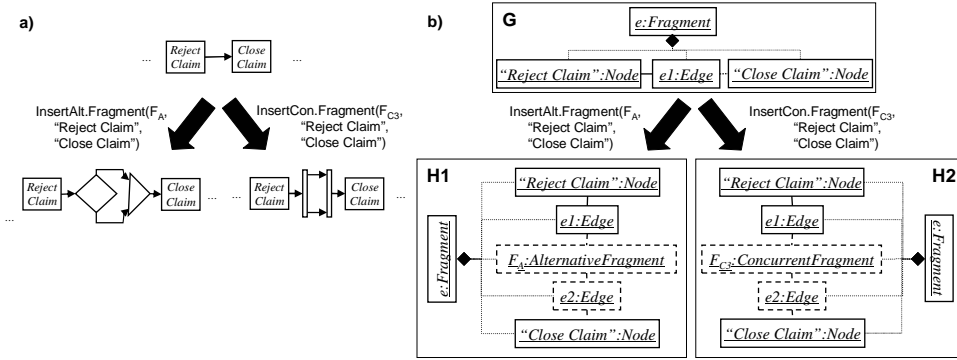 a)
Reject
Claim
Close
Claim
...
...
InsertAlt.Fragment(FA,
"Reject Claim",
"Close Claim")
InsertCon.Fragment(FC3,
"Reject Claim",
"Close Claim")
Reject
Claim
Close
Claim
...
...
Reject
Claim
Close
Claim
...
b)
G
e:Fragment
"Reject Claim":Node
e1:Edge
"Close Claim":Node
InsertAlt.Fragment(FA,
"Reject Claim",
"Close Claim")
InsertCon.Fragment(FC3,
"Reject Claim",
"Close Claim")
H1
"Reject Claim":Node
e1:Edge
FA:AlternativeFragment
e2:Edge
"Close Claim":Node
e:Fragment
H2
"Reject Claim":Node
e1:Edge
FC3:ConcurrentFragment
e2:Edge
"Close Claim":Node
e:Fragment